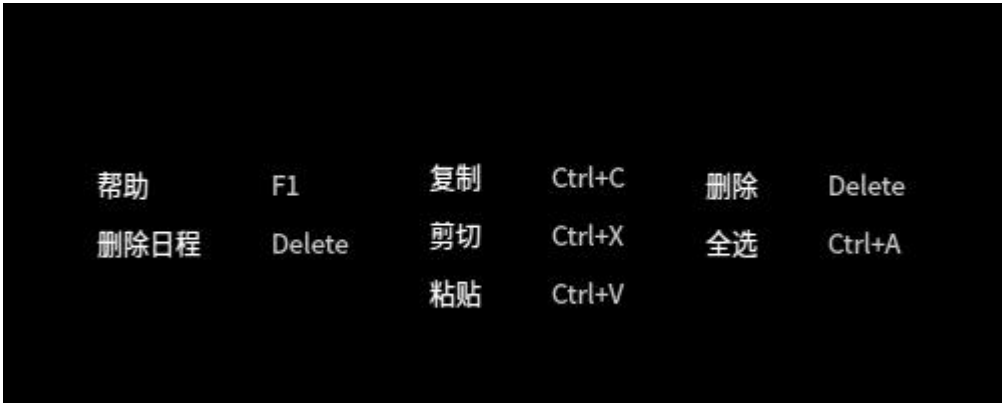 帮助 F1
删除日程 Delete
复制 Ctrl+C
剪切 Ctrl+X
粘贴 Ctrl+V
删除 Delete
全选 Ctrl+A